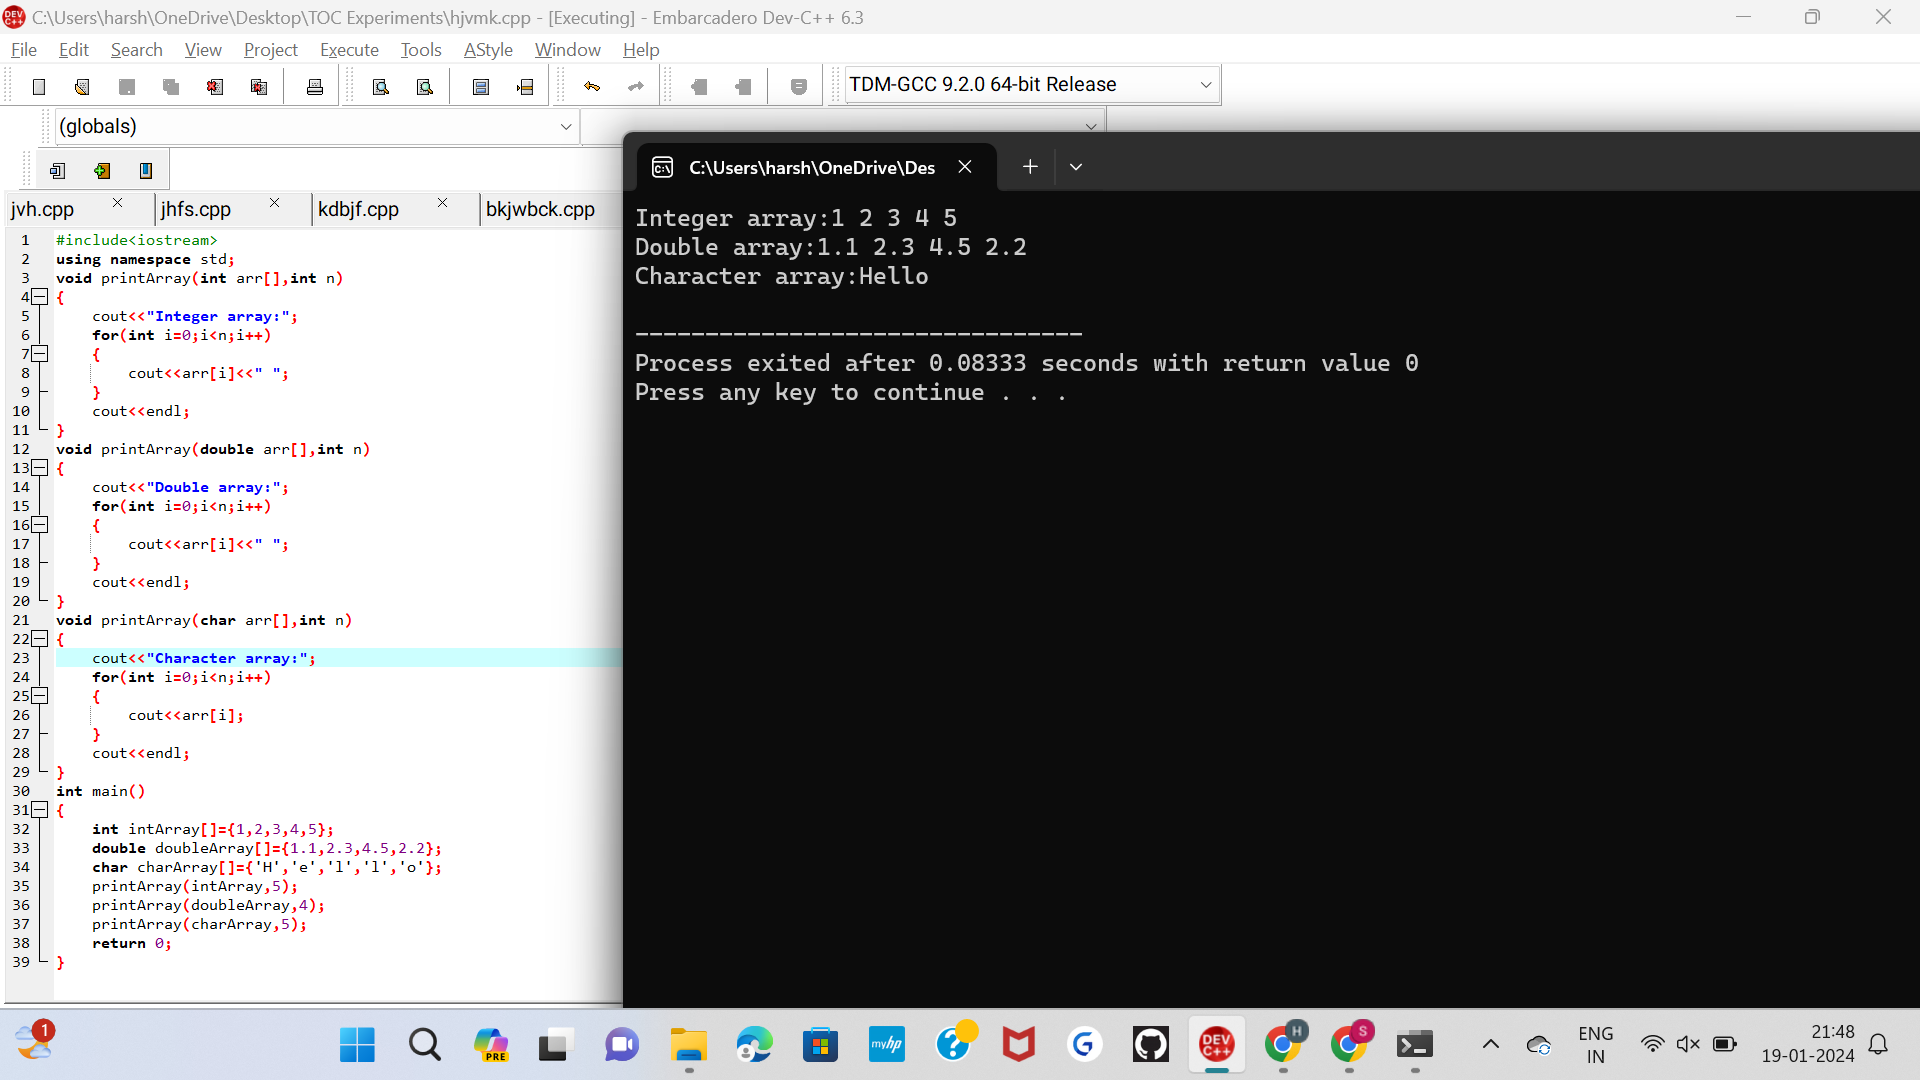 C:\Users\harsh\OneDrive\Desktop\TOC Experiments\hjvmk.cpp - [Executing] - Embarcadero Dev-C++ 6.3
File Edit Search View Project Execute Tools AStyle Window Help
TDM-GCC 9.2.0 64-bit Release
(globals)
C:\Users\harsh\OneDrive\Des
jvh.cpp jhfs.cpp kdbjf.cpp bkjwbck.cpp
1 #include<iostream>
2 using namespace std;
3 void printArray(int arr[],int n)
4 {
5 cout<<"Integer array:";
6 for(int i=0;i<n;i++)
7 {
8 cout<<arr[i]<<" ";
9 }
10 cout<<endl;
11 }
12 void printArray(double arr[],int n)
13 {
14 cout<<"Double array:";
15 for(int i=0;i<n;i++)
16 {
17 cout<<arr[i]<<" ";
18 }
19 cout<<endl;
20 }
21 void printArray(char arr[],int n)
22 {
23 cout<<"Character array:";
24 for(int i=0;i<n;i++)
25 {
26 cout<<arr[i];
27 }
28 cout<<endl;
29 }
30 int main()
31 {
32 int intArray[]={1,2,3,4,5};
33 double doubleArray[]={1.1,2.3,4.5,2.2};
34 char charArray[]={'H','e','l','l','o'};
35 printArray(intArray,5);
36 printArray(doubleArray,4);
37 printArray(charArray,5);
38 return 0;
39 }
Integer array:1 2 3 4 5
Double array:1.1 2.3 4.5 2.2
Character array:Hello
--------------------------------
Process exited after 0.08333 seconds with return value 0
Press any key to continue . . .
1
PRE
myhp
DEV C++
H
S
ENG
IN
21:48
19-01-2024